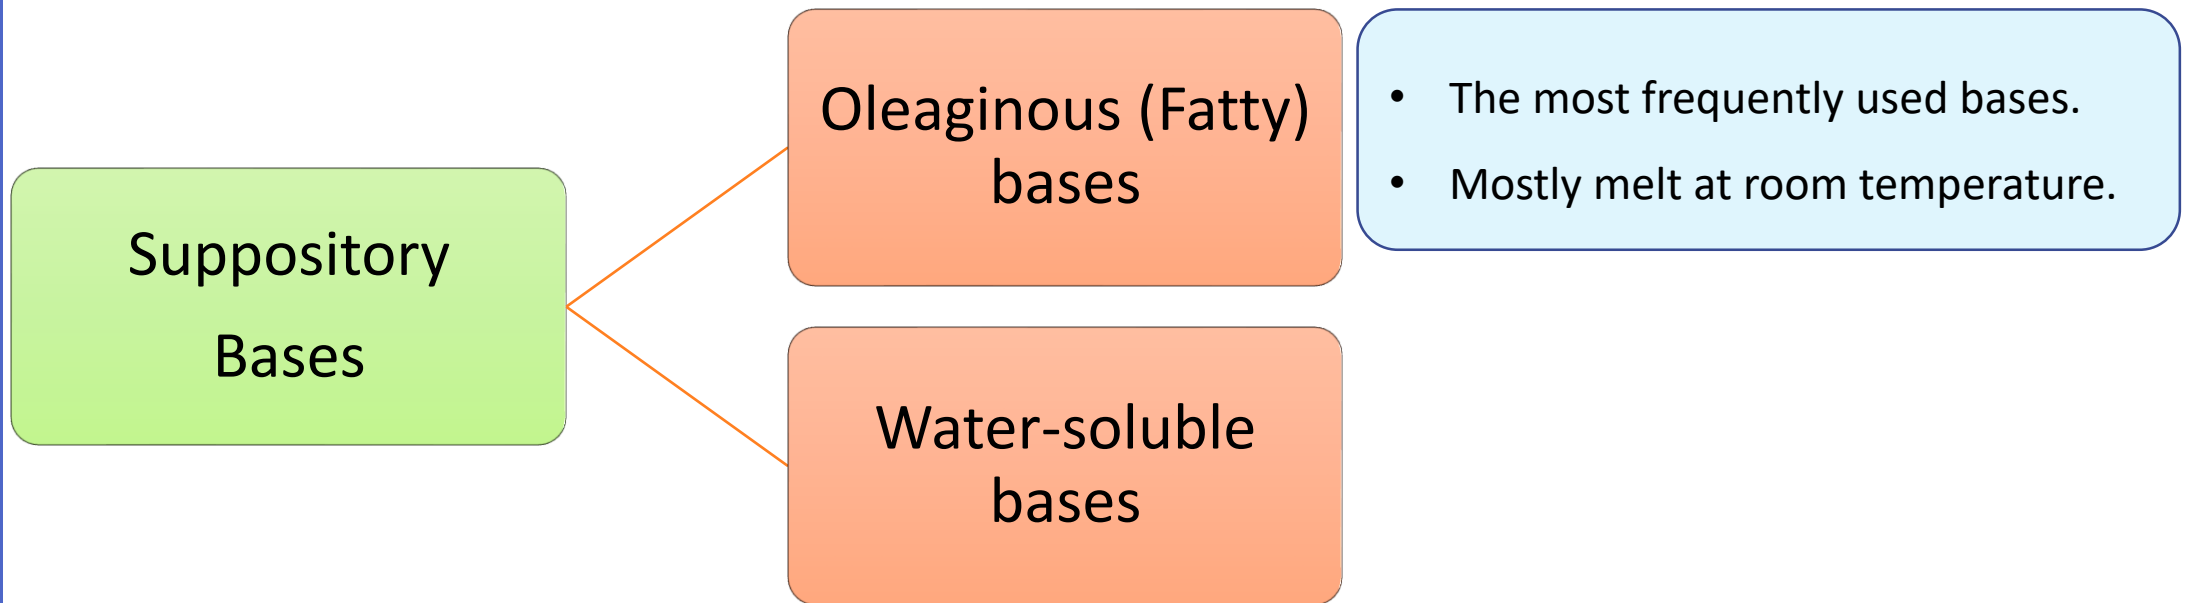 Suppository
Bases
Oleaginous (Fatty)
bases
• The most frequently used bases.
• Mostly melt at room temperature.
Water-soluble
bases